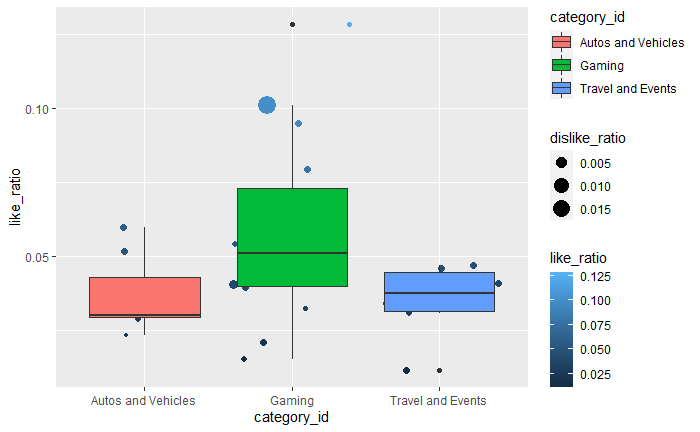 like_ratio
0.10
0.05
Autos and Vehicles
Gaming
Travel and Events
category_id
category_id
Autos and Vehicles
Gaming
Travel and Events
dislike_ratio
0.005
0.010
0.015
like_ratio
0.125
0.100
0.075
0.050
0.025